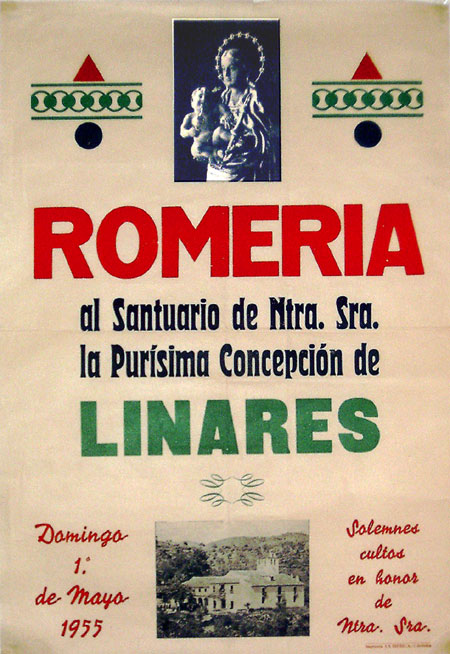 ROMERIA
al Santuario de Ntra. Sra.
la Purísima Concepción de
LINARES
Domingo
1.º
de Mayo
1955
Solemnes
cultos
en honor
de
Ntra. Sra.